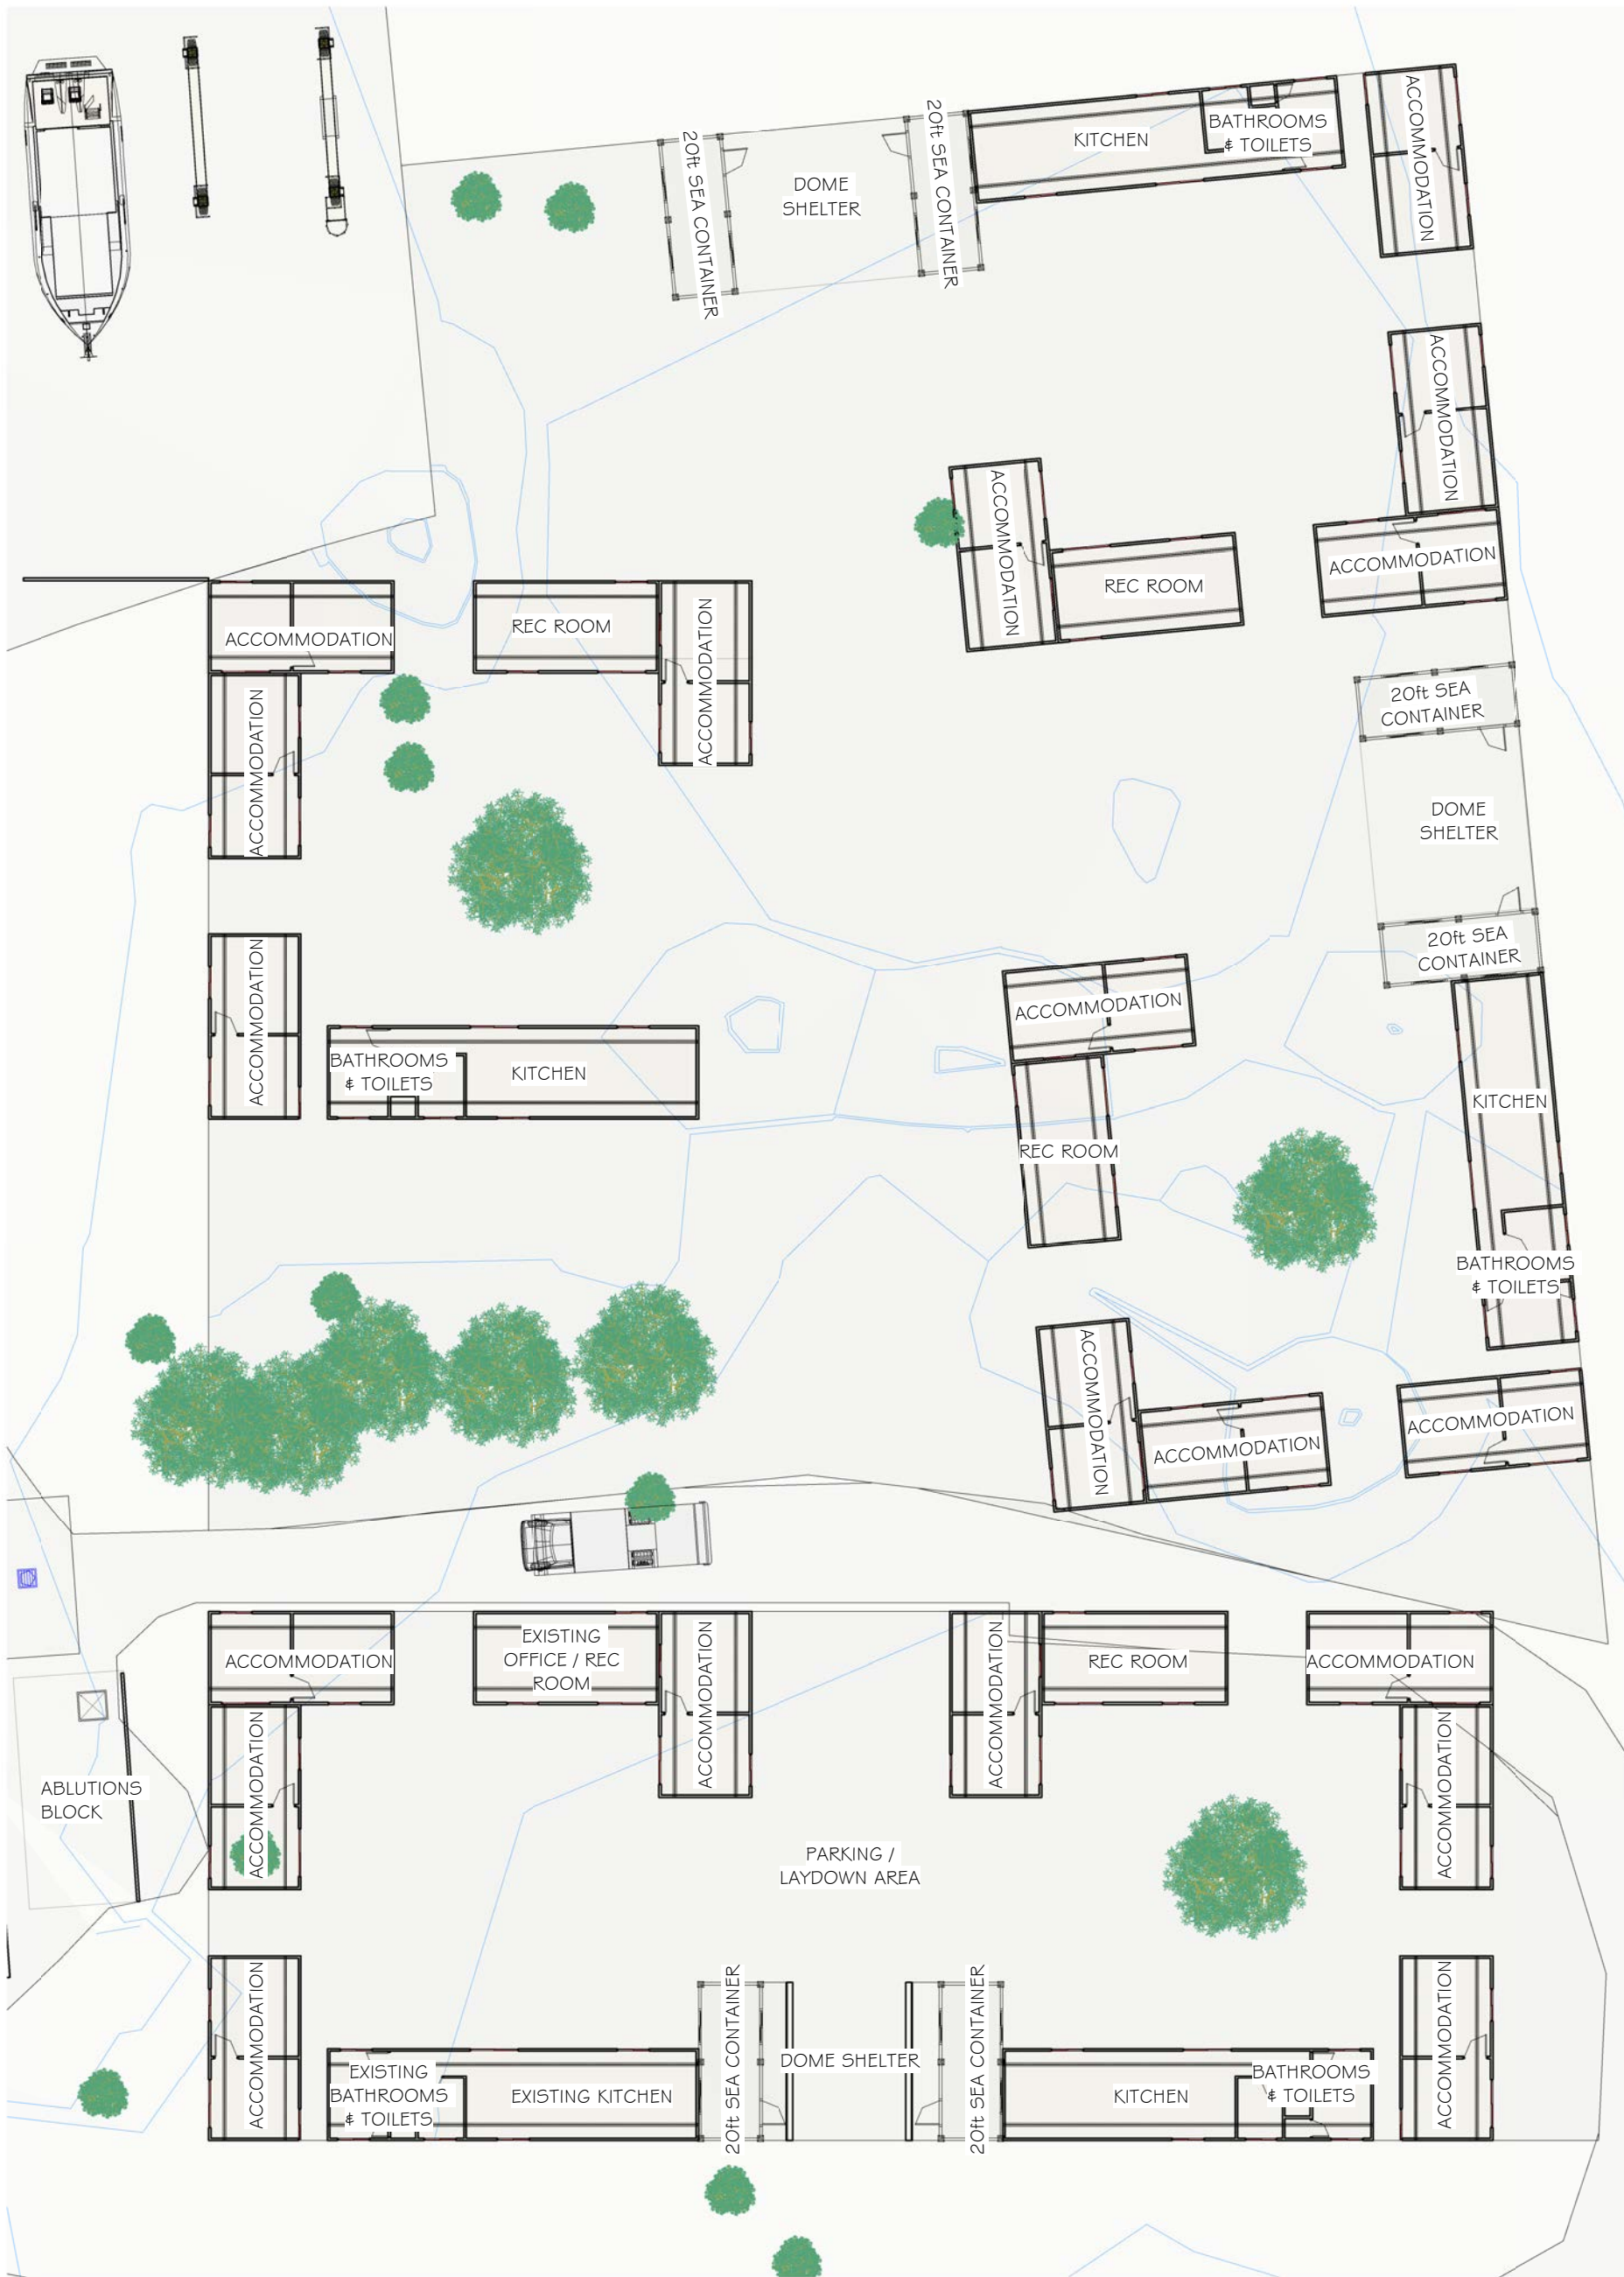 20ft SEA CONTAINER
DOME
SHELTER
20ft SEA CONTAINER
KITCHEN
BATHROOMS
& TOILETS
ACCOMMODATION
ACCOMMODATION
ACCOMMODATION
REC ROOM
ACCOMMODATION
ACCOMMODATION
REC ROOM
ACCOMMODATION
ACCOMMODATION
20ft SEA
CONTAINER
DOME
SHELTER
20ft SEA
CONTAINER
ACCOMMODATION
BATHROOMS
& TOILETS
KITCHEN
ACCOMMODATION
REC ROOM
KITCHEN
BATHROOMS
& TOILETS
ACCOMMODATION
ACCOMMODATION
ACCOMMODATION
ACCOMMODATION
EXISTING
OFFICE / REC
ROOM
ACCOMMODATION
ACCOMMODATION
REC ROOM
ACCOMMODATION
ABLUTIONS
BLOCK
ACCOMMODATION
PARKING /
LAYDOWN AREA
ACCOMMODATION
ACCOMMODATION
EXISTING
BATHROOMS
& TOILETS
EXISTING KITCHEN
20ft SEA CONTAINER
DOME SHELTER
20ft SEA CONTAINER
KITCHEN
BATHROOMS
& TOILETS
ACCOMMODATION